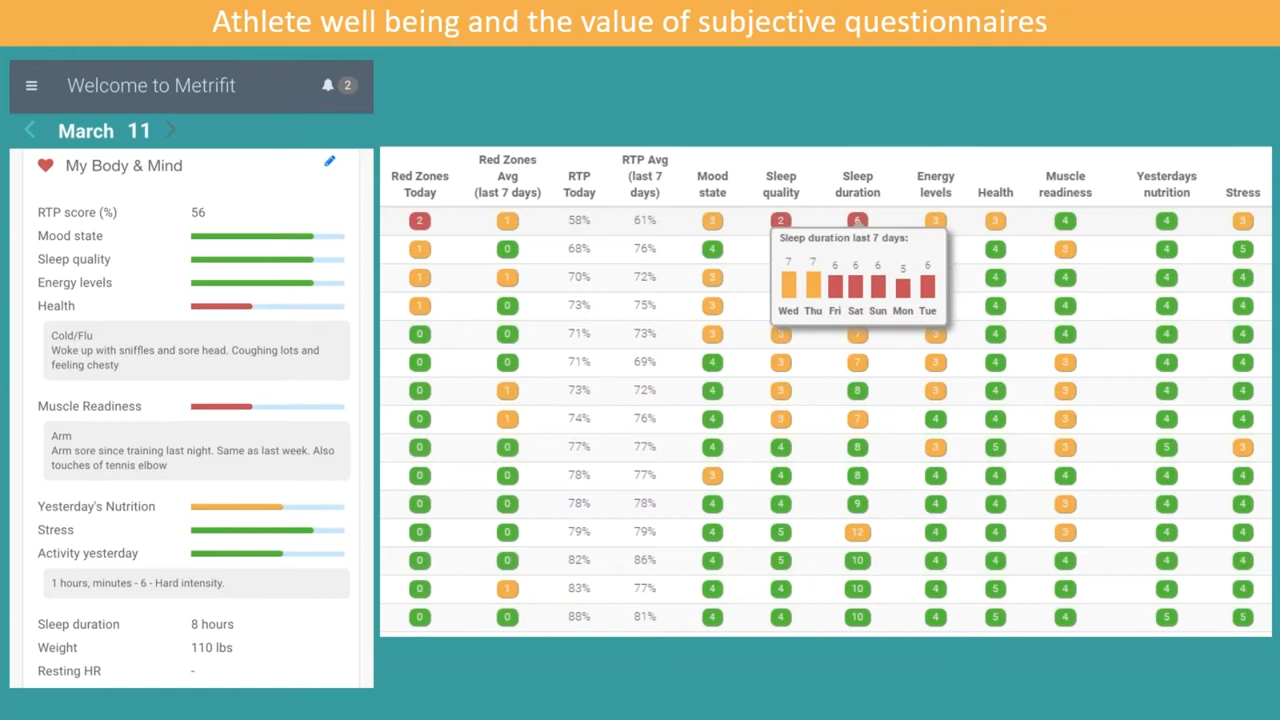 Athlete well being and the value of subjective questionnaires
Welcome to Metrifit 2
March 11
My Body & Mind
RTP score (%) 56
Mood state
Sleep quality
Energy levels
Health
Cold/Flu
Woke up with sniffles and sore head. Coughing lots and
feeling chesty
Muscle Readiness
Arm
Arm sore since training last night. Same as last week. Also
touches of tennis elbow
Yesterday's Nutrition
Stress
Activity yesterday
1 hours, minutes - 6 - Hard intensity.
Sleep duration 8 hours
Weight 110 lbs
Resting HR -
Red Zones Today Red Zones Avg (last 7 days) RTP Today RTP Avg (last 7 days) Mood state Sleep quality Sleep duration Energy levels Health Muscle readiness Yesterdays nutrition Stress
2 1 58% 61% 3 2 6 3 3 4 4 3
1 0 68% 76% 4 4 3 4 5
1 1 70% 72% 3 4 4 4 4
1 0 73% 75% 3 4 4 4 4
0 0 71% 73% 3 3 7 3 4 4 4 4
0 0 71% 69% 4 3 7 3 4 3 4 4
0 1 73% 72% 4 3 8 3 4 3 4 4
0 1 74% 76% 4 3 7 4 4 3 4 4
0 0 77% 77% 4 4 8 3 5 4 5 3
0 0 78% 77% 3 4 8 4 4 4 4 4
0 0 78% 78% 4 4 9 4 4 3 4 4
0 0 79% 79% 4 5 12 4 4 3 4 4
0 0 82% 86% 4 5 10 4 4 4 4 4
0 1 83% 77% 4 4 10 4 5 4 4 4
0 0 88% 81% 4 4 10 4 5 4 5 5
Sleep duration last 7 days:
7 7 6 6 6 5 6
Wed Thu Fri Sat Sun Mon Tue